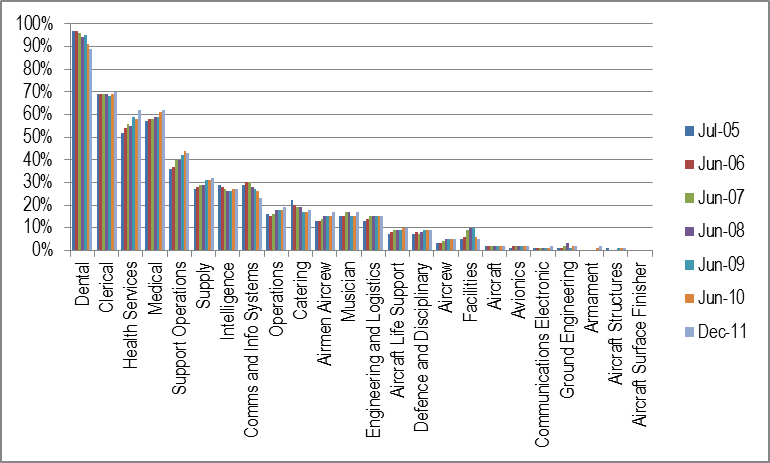 100%
90%
80%
70%
60%
50%
40%
30%
20%
10%
0%
Dental
Clerical
Health Services
Medical
Support Operations
Supply
Intelligence
Comms and Info Systems
Operations
Catering
Airmen Aircrew
Musician
Engineering and Logistics
Aircraft Life Support
Defence and Disciplinary
Aircrew
Facilities
Aircraft
Avionics
Communications Electronic
Ground Engineering
Armament
Aircraft Structures
Aircraft Surface Finisher
Jul-05
Jun-06
Jun-07
Jun-08
Jun-09
Jun-10
Dec-11